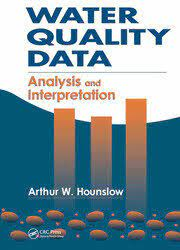 WATER
QUALITY
DATA
Analysis and
Interpretation
Arthur W. Hounslow
CRC Press